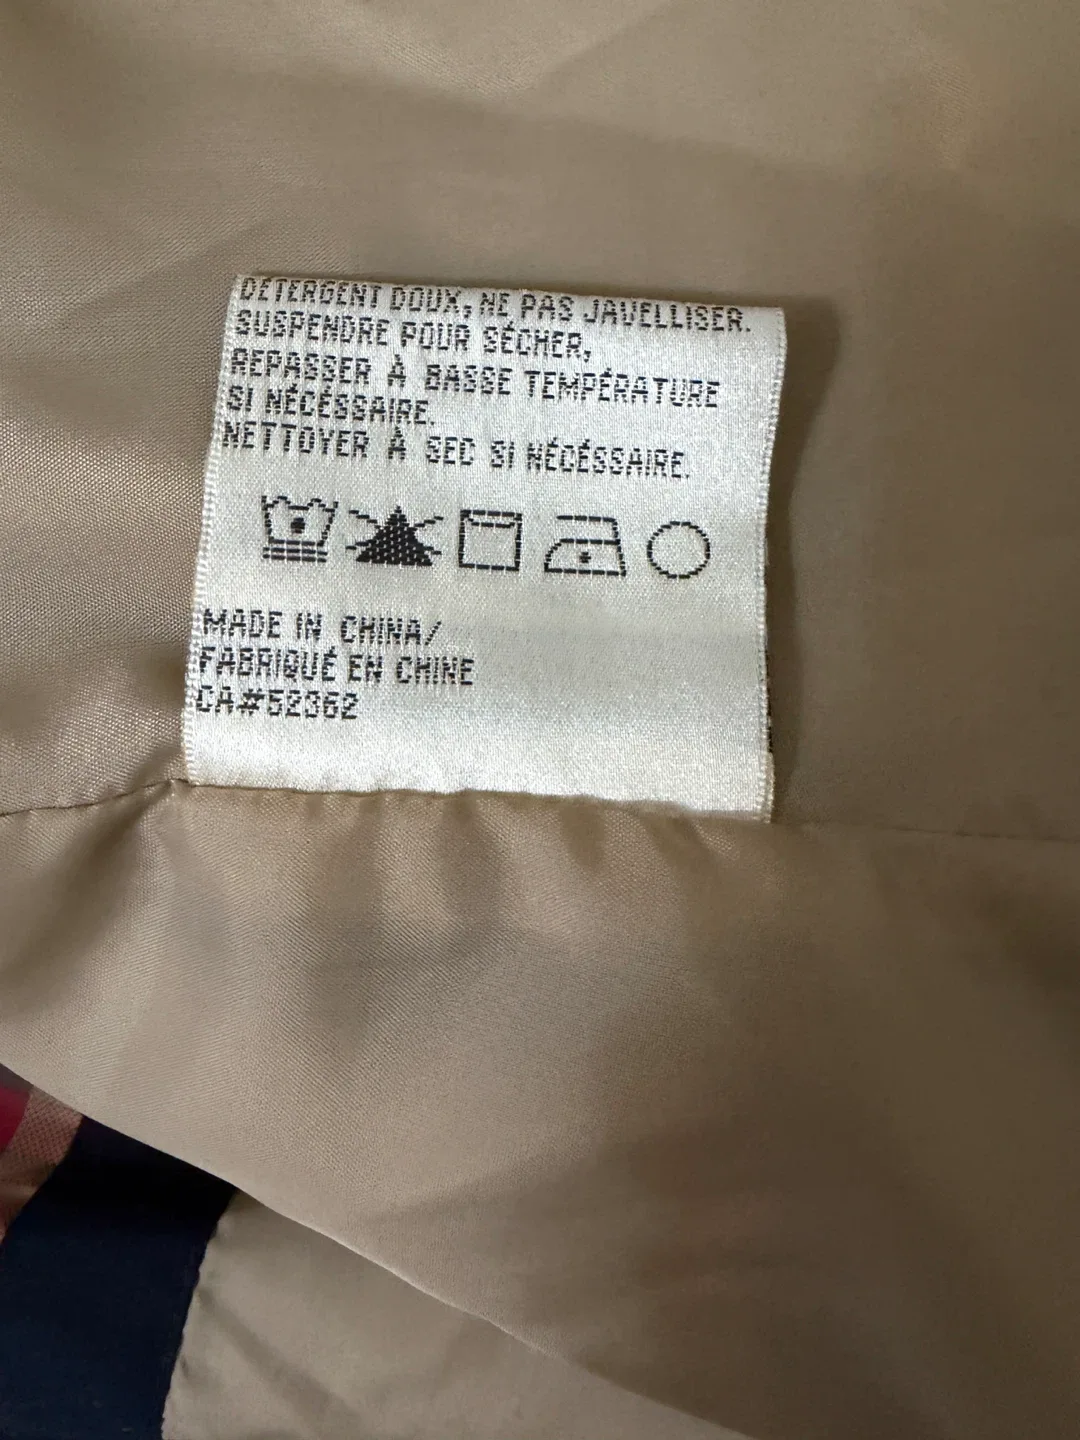 DÉTERGENT DOUX, NE PAS JAVELLISER.
SUSPENDRE POUR SÉCHER,
REPASSER À BASSE TEMPÉRATURE
SI NÉCÉSSAIRE.
NETTOYER À SEC SI NÉCÉSSAIRE.
MADE IN CHINA/
FABRIQUÉ EN CHINE
CA#52362